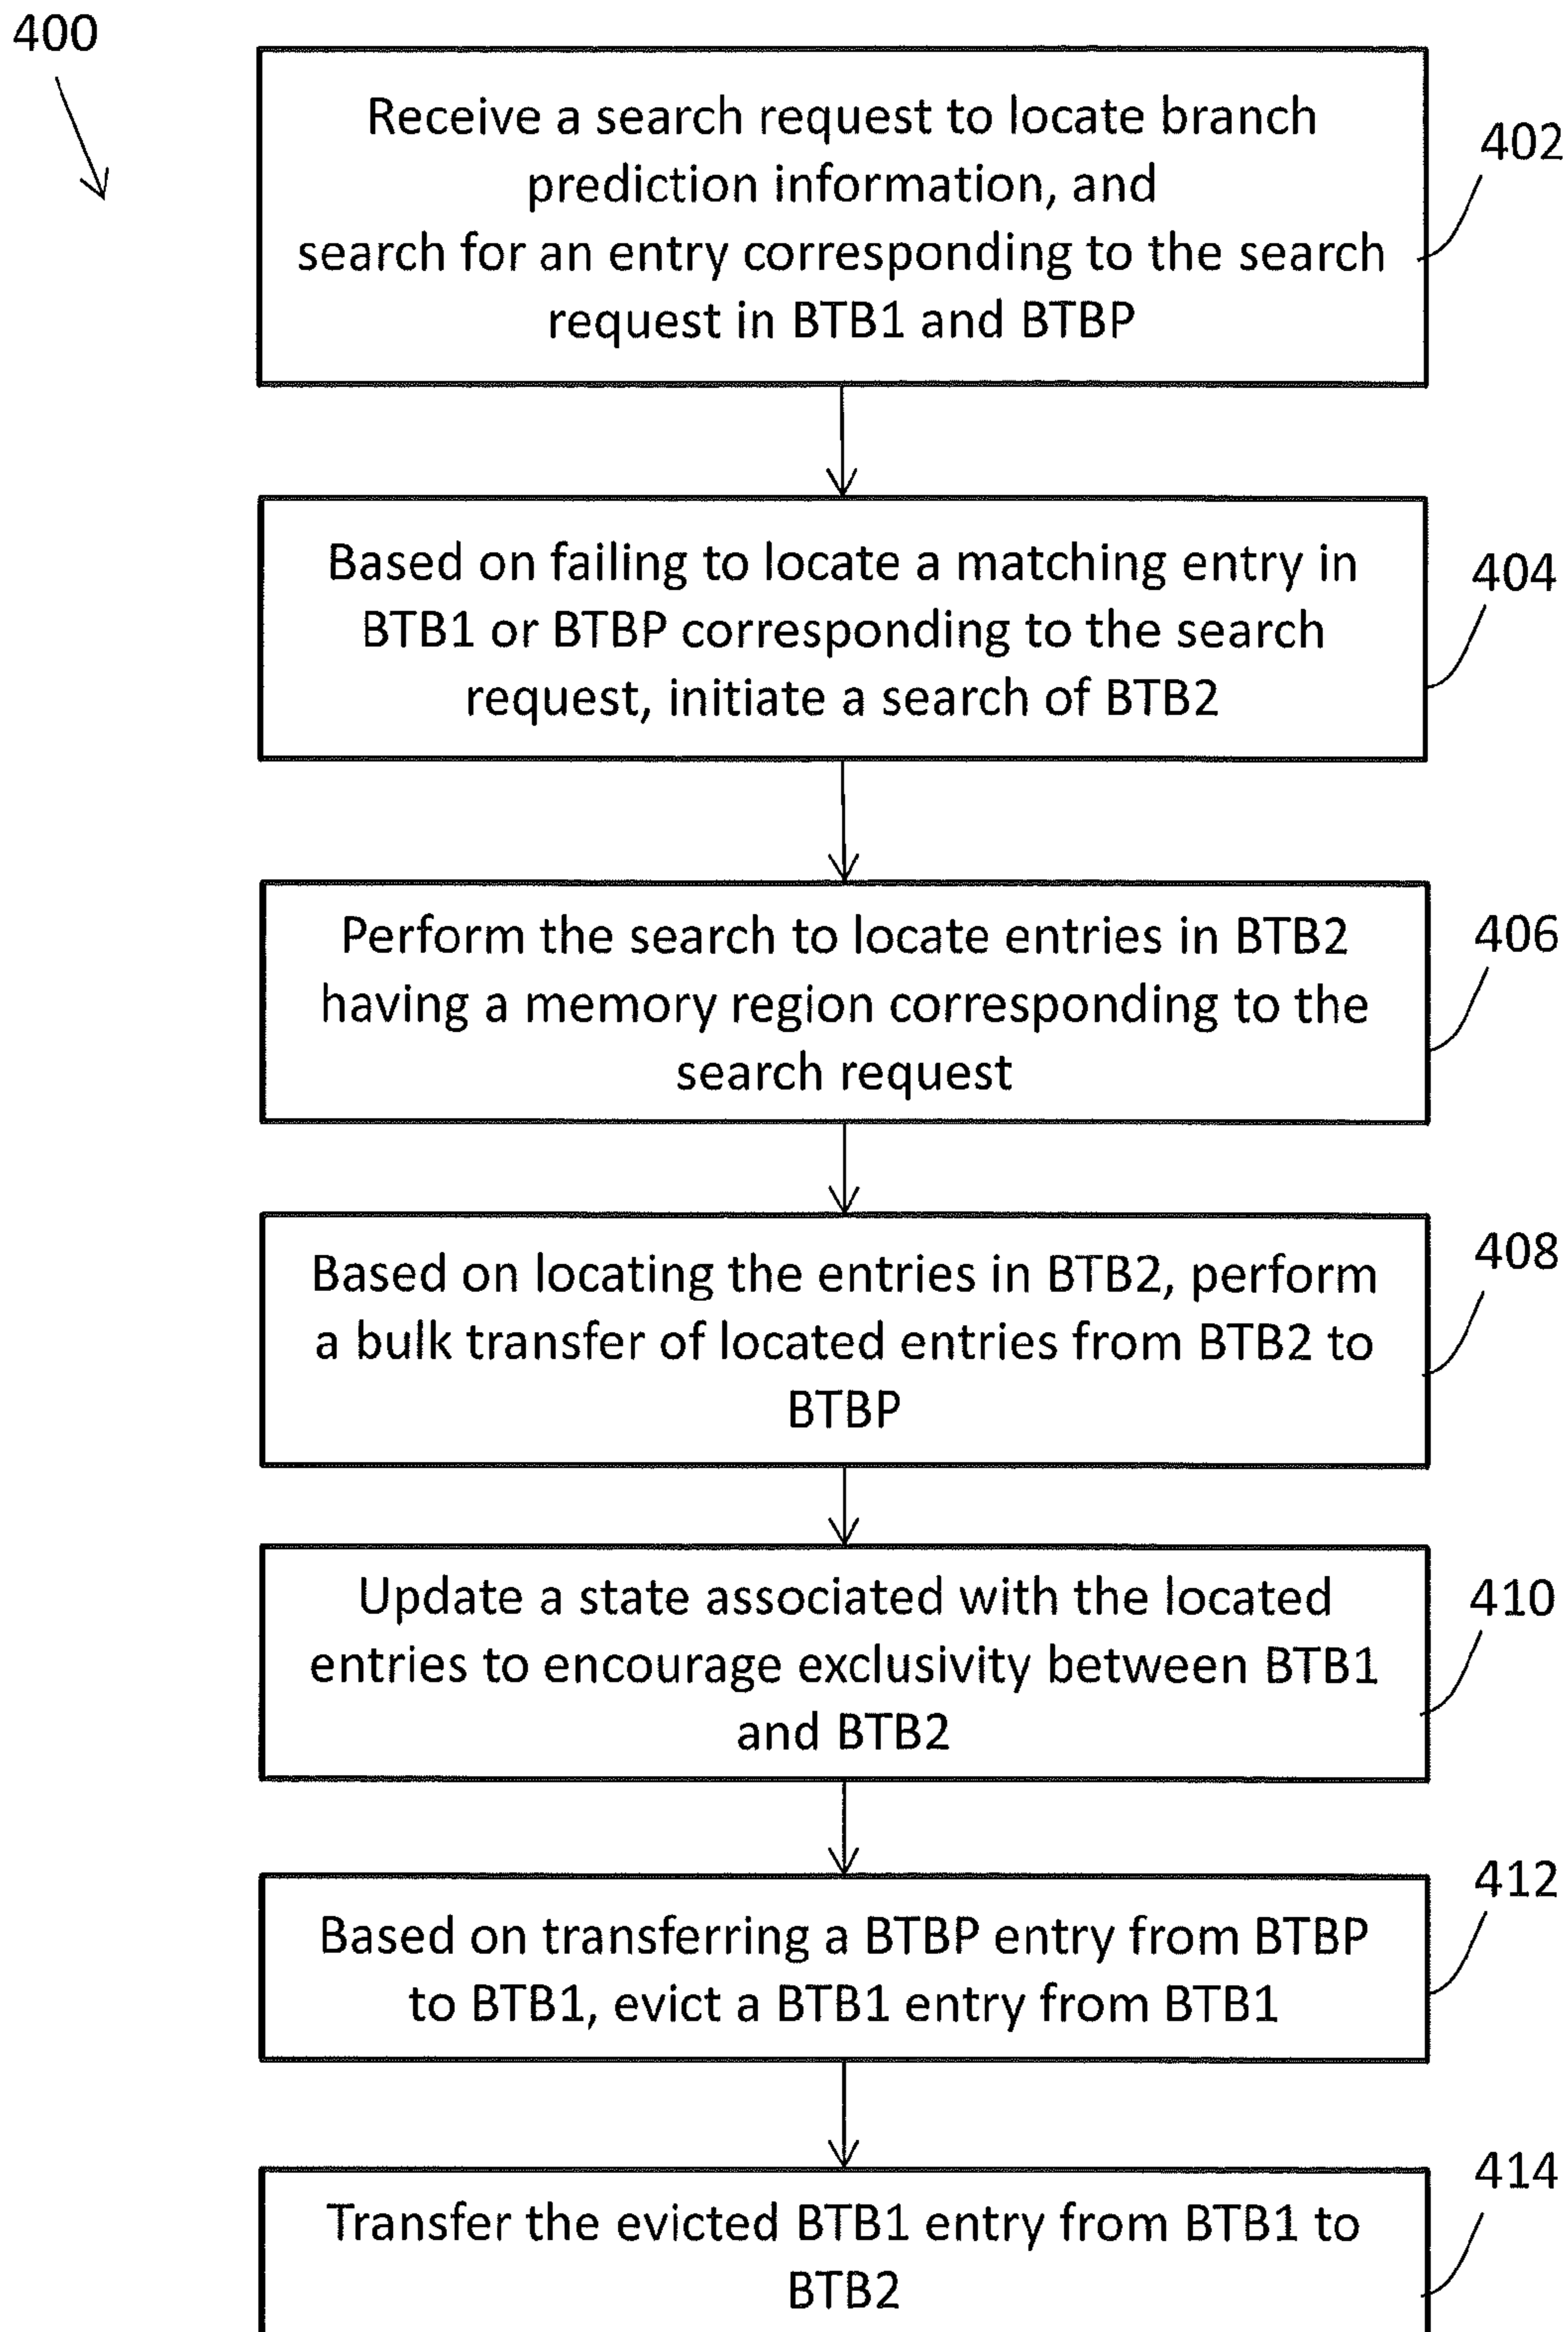 400
Receive a search request to locate branch
prediction information, and
search for an entry corresponding to the search
request in BTB1 and BTBP
402
Based on failing to locate a matching entry in
BTB1 or BTBP corresponding to the search
request, initiate a search of BTB2
404
Perform the search to locate entries in BTB2
having a memory region corresponding to the
search request
406
Based on locating the entries in BTB2, perform
a bulk transfer of located entries from BTB2 to
BTBP
408
Update a state associated with the located
entries to encourage exclusivity between BTB1
and BTB2
410
Based on transferring a BTBP entry from BTBP
to BTB1, evict a BTB1 entry from BTB1
412
Transfer the evicted BTB1 entry from BTB1 to
BTB2
414